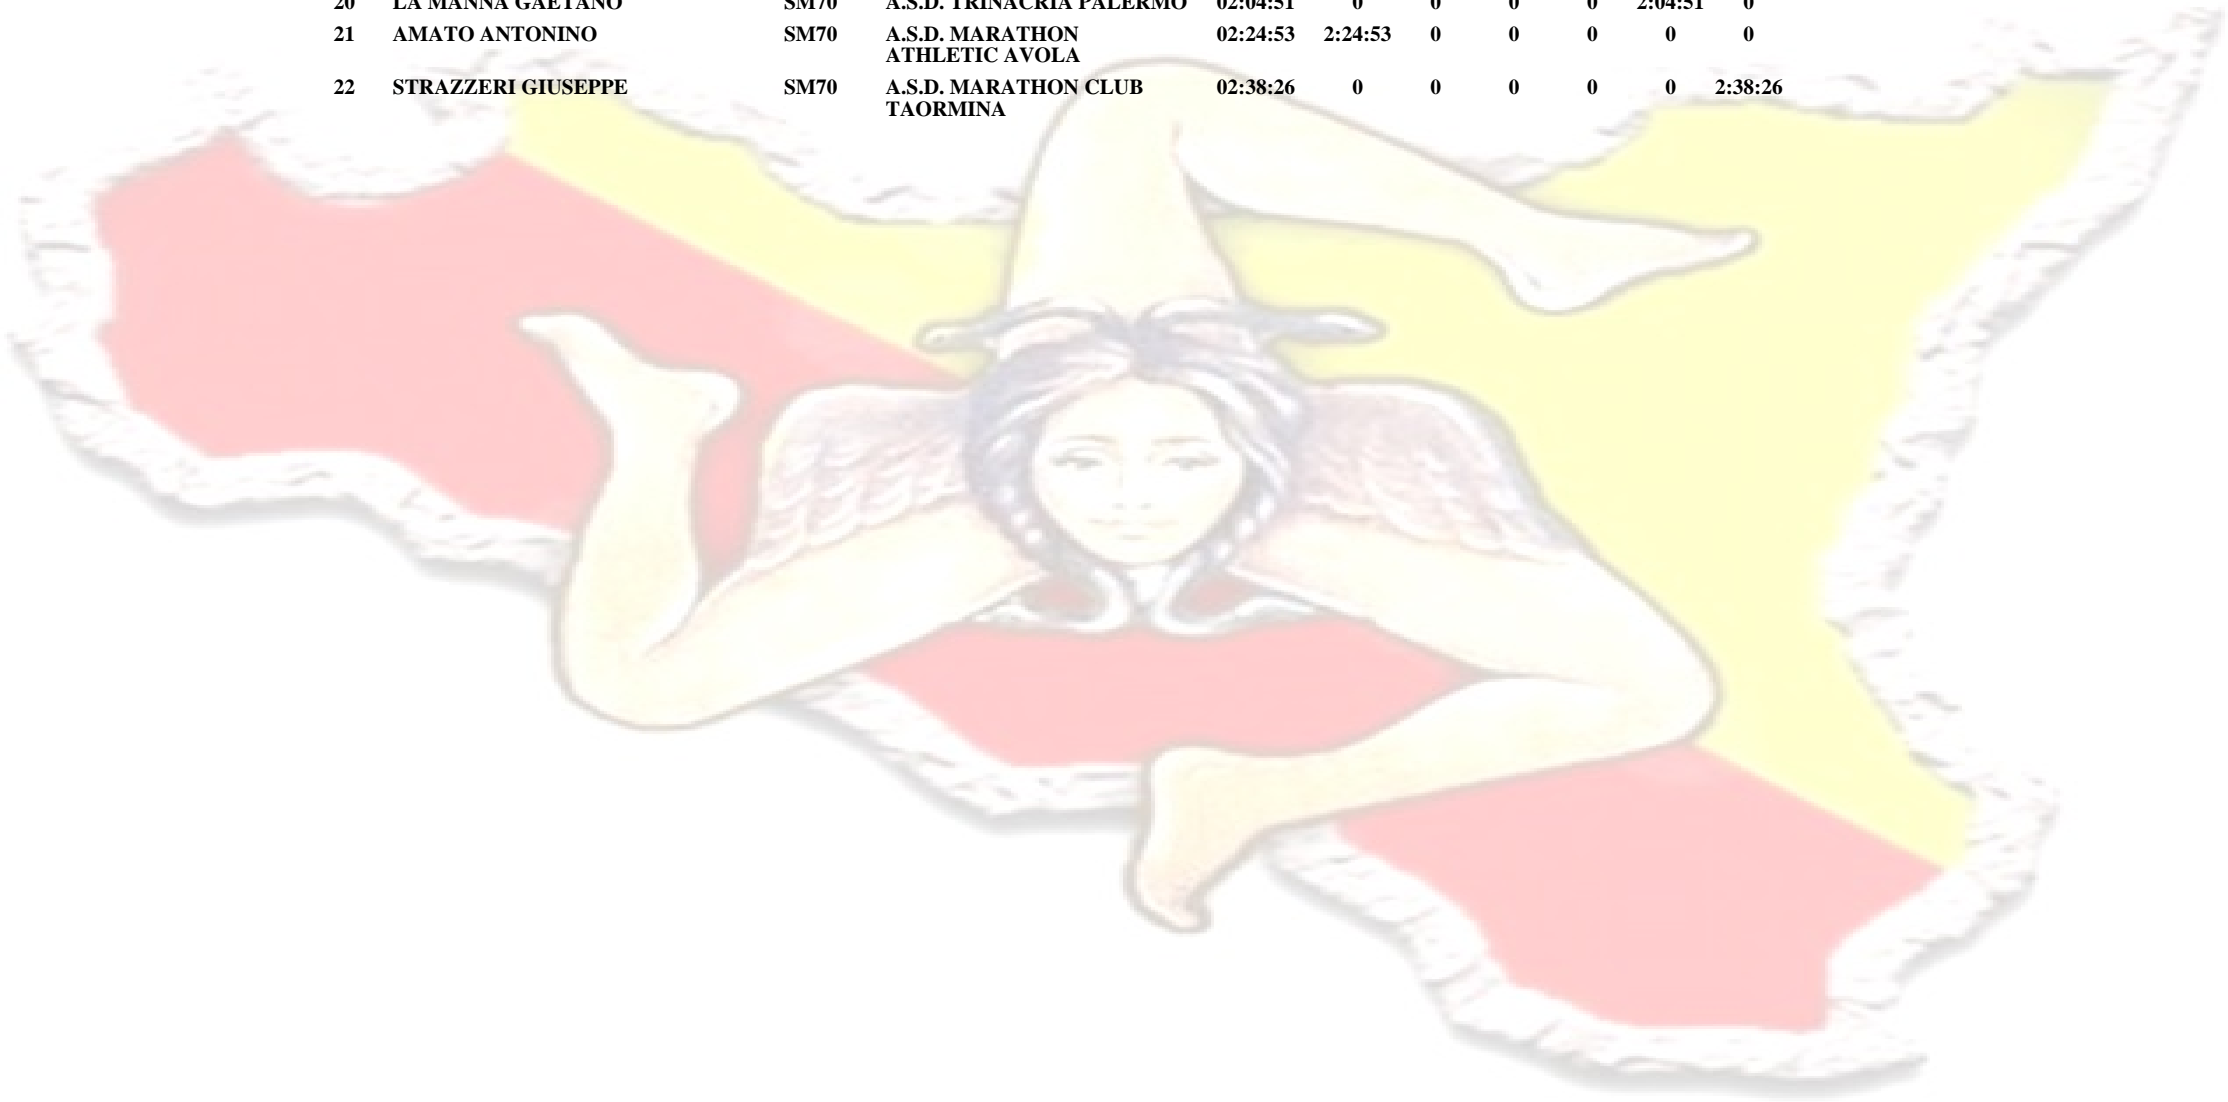 20 LA MANNA GAETANO SM70 A.S.D. TRINACRIA PALERMO 02:04:51 0 0 0 0 2:04:51 0
21 AMATO ANTONINO SM70 A.S.D. MARATHON 02:24:53 2:24:53 0 0 0 0 0
ATHLETIC AVOLA
22 STRAZZERI GIUSEPPE SM70 A.S.D. MARATHON CLUB 02:38:26 0 0 0 0 0 2:38:26
TAORMINA